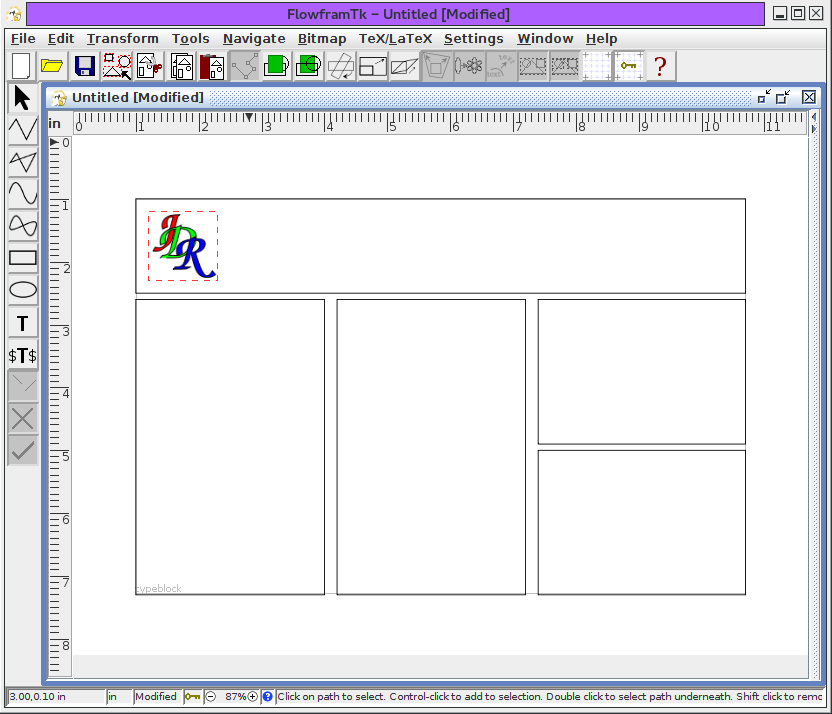 FlowframTk – Untitled [Modified]
File Edit Transform Tools Navigate Bitmap TeX/LaTeX Settings Window Help
?
Untitled [Modified]
in
0 1 2 3 4 5 6 7 8 9 10 11
0
1
JDR
2
3
T
$T$
4
5
6
7
typeblock
8
3.00,0.10 in in Modified 87% ? Click on path to select. Control-click to add to selection. Double click to select path underneath. Shift click to remo